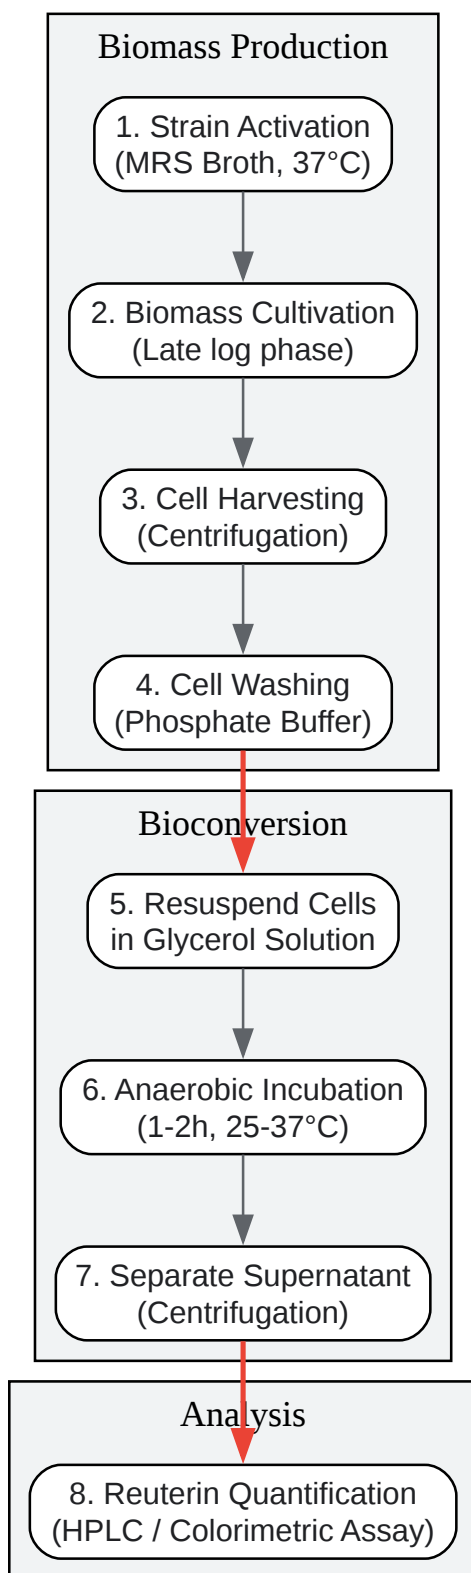 Biomass Production
1. Strain Activation
(MRS Broth, 37°C)
2. Biomass Cultivation
(Late log phase)
3. Cell Harvesting
(Centrifugation)
4. Cell Washing
(Phosphate Buffer)
Bioconversion
5. Resuspend Cells
in Glycerol Solution
6. Anaerobic Incubation
(1-2h, 25-37°C)
7. Separate Supernatant
(Centrifugation)
Analysis
8. Reuterin Quantification
(HPLC / Colorimetric Assay)